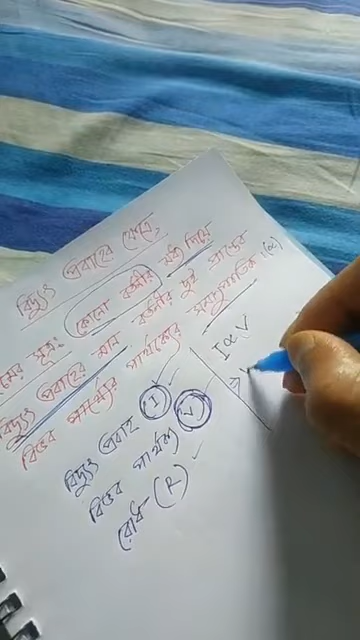 বিদ্যুৎ প্রবাহের ক্ষেত্রে,
সূত্র: কোনো বর্তনীর মধ্য দিয়ে
বিদ্যুৎ প্রবাহের মান বর্তনীর দুই প্রান্তের
বিভব পার্থক্যের সমানুপাতিক। (∝)
বিদ্যুৎ প্রবাহ (I)
বিভব পার্থক্য (V)
রোধ - (R)
I ∝ V
⇒